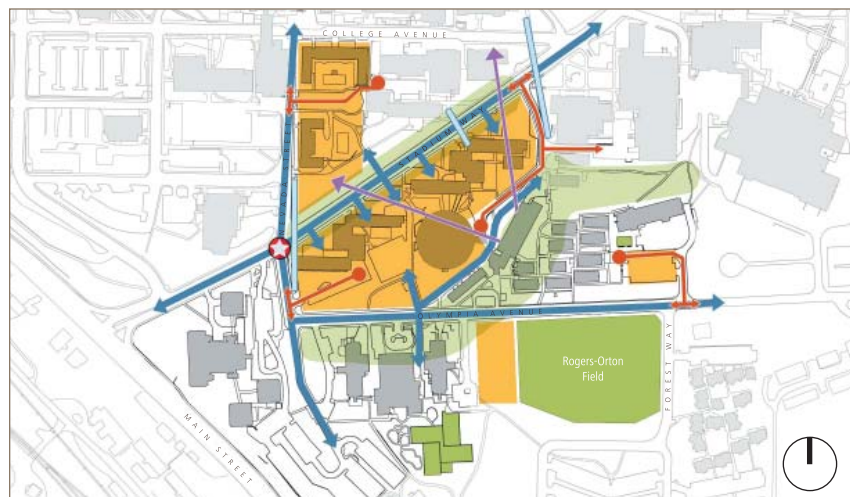 COLLEGE AVENUE
STADIUM WAY
OLYMPIA AVENUE
Rogers-Orton
Field
FOREST WAY
MAIN STREET